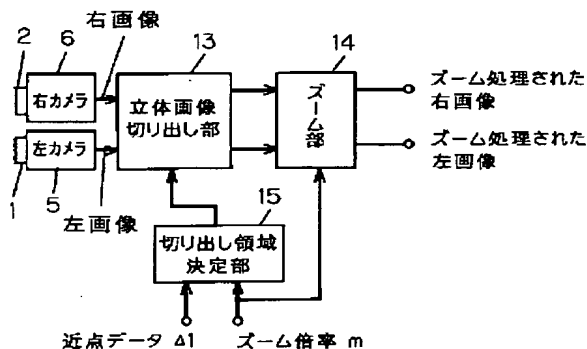 右画像
2
6
13
14
右カメラ
立体画像
切り出し部
ズーム部
ズーム処理された
右画像
左カメラ
ズーム処理された
左画像
1
5
左画像
15
切り出し領域
決定部
近点データ Δ1
ズーム倍率 m